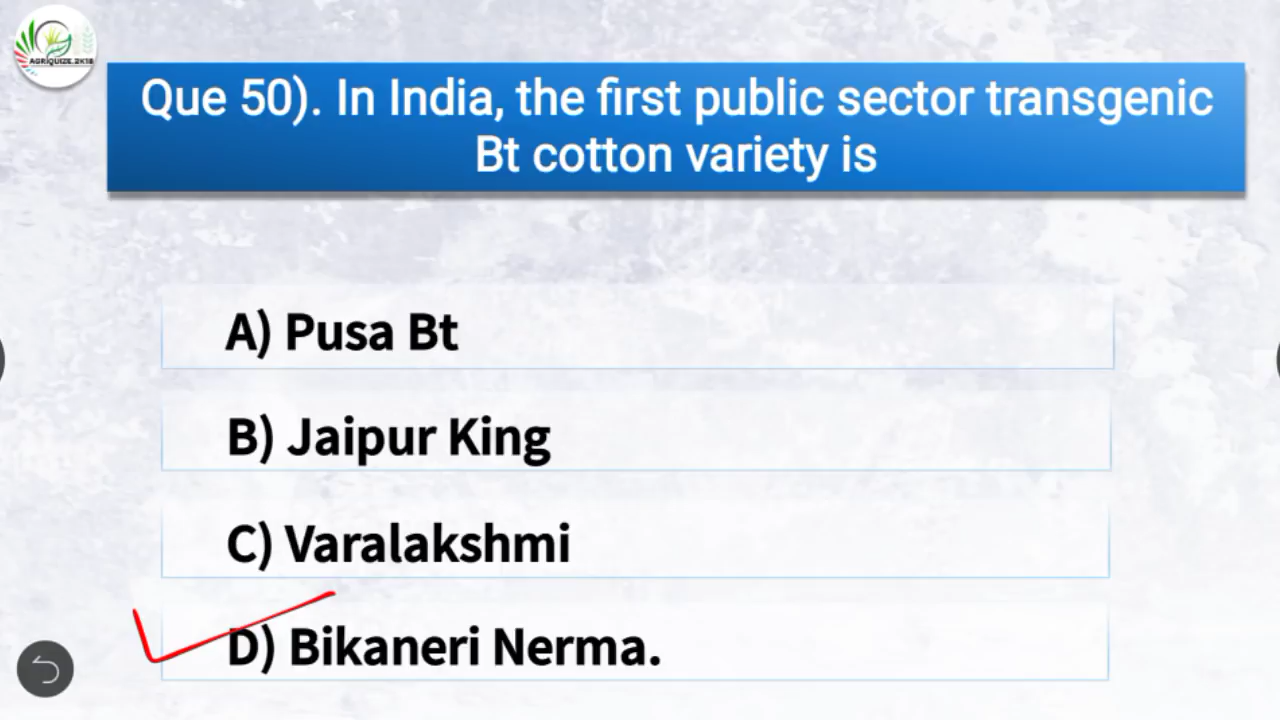 AGRIQUIZE.2K18
Que 50). In India, the first public sector transgenic
Bt cotton variety is
A) Pusa Bt
B) Jaipur King
C) Varalakshmi
D) Bikaneri Nerma.